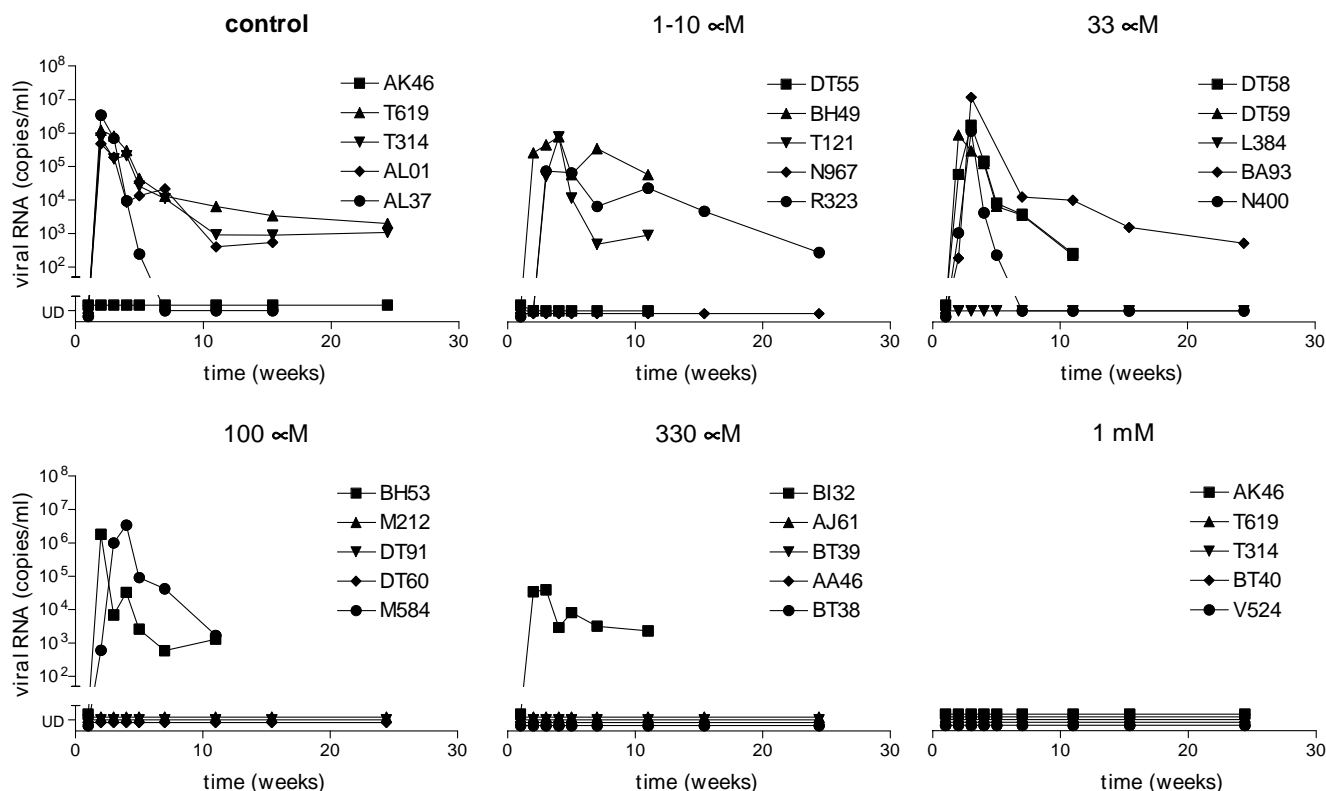 control
viral RNA (copies/ml)
10⁸
10⁷
10⁶
10⁵
10⁴
10³
10²
UD
0
10
20
30
time (weeks)
AK46
T619
T314
AL01
AL37
1-10 ∝M
0
10
20
30
time (weeks)
DT55
BH49
T121
N967
R323
33 ∝M
0
10
20
30
time (weeks)
DT58
DT59
L384
BA93
N400
100 ∝M
viral RNA (copies/ml)
10⁸
10⁷
10⁶
10⁵
10⁴
10³
10²
UD
0
10
20
30
time (weeks)
BH53
M212
DT91
DT60
M584
330 ∝M
0
10
20
30
time (weeks)
BI32
AJ61
BT39
AA46
BT38
1 mM
0
10
20
30
time (weeks)
AK46
T619
T314
BT40
V524